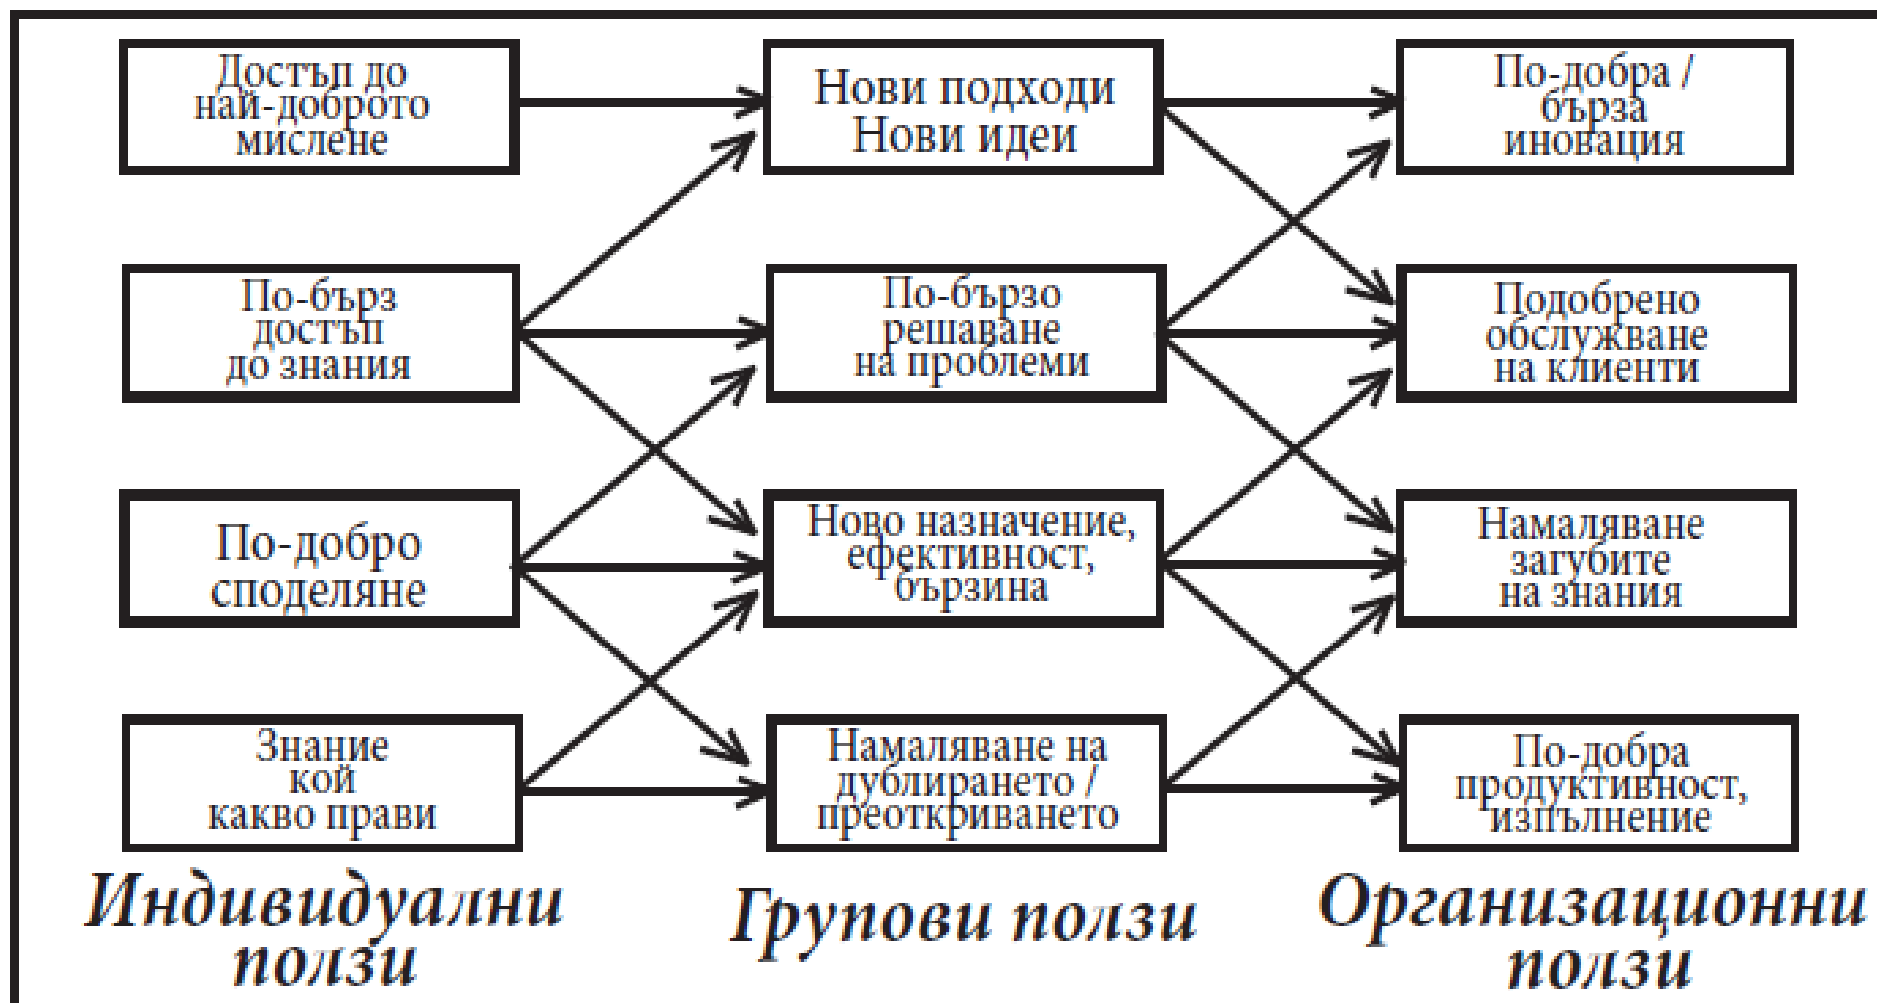 Достъп до
най-доброто
мислене
Нови подходи
Нови идеи
По-добра /
бърза
иновация
По-бърз
достъп
до знания
По-бързо
решаване
на проблеми
Подобрено
обслужване
на клиенти
По-добро
споделяне
Ново назначение,
ефективност,
бързина
Намаляване
загубите
на знания
Знание
кой
какво прави
Намаляване на
дублирането /
преоткриването
По-добра
продуктивност,
изпълнение
Индивидуални
ползи
Групови ползи
Организационни
ползи